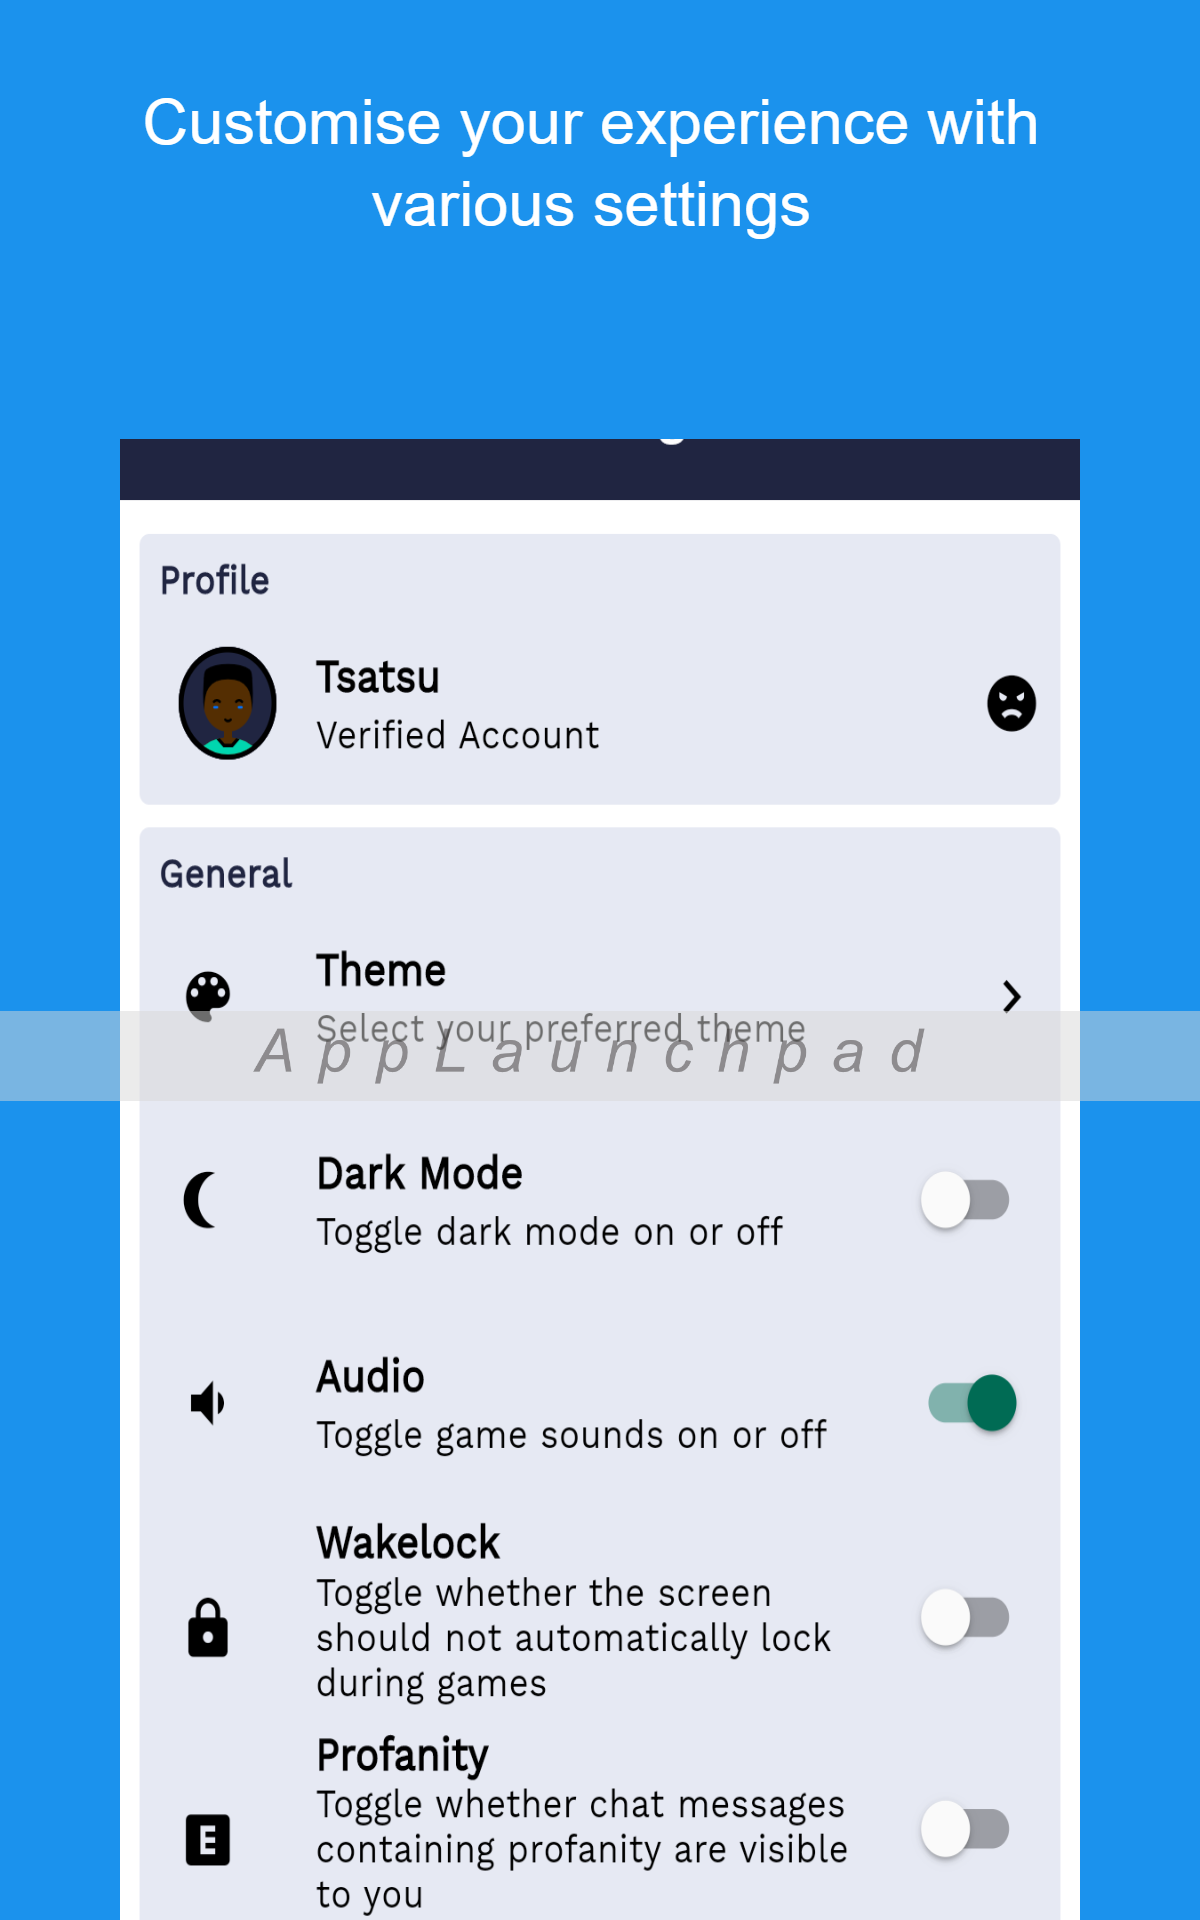 Customise your experience with
various settings
Profile
Tsatsu
Verified Account
General
Theme
Select your preferred theme
AppLaunchpad
Dark Mode
Toggle dark mode on or off
Audio
Toggle game sounds on or off
Wakelock
Toggle whether the screen
should not automatically lock
during games
Profanity
E
Toggle whether chat messages
containing profanity are visible
to you